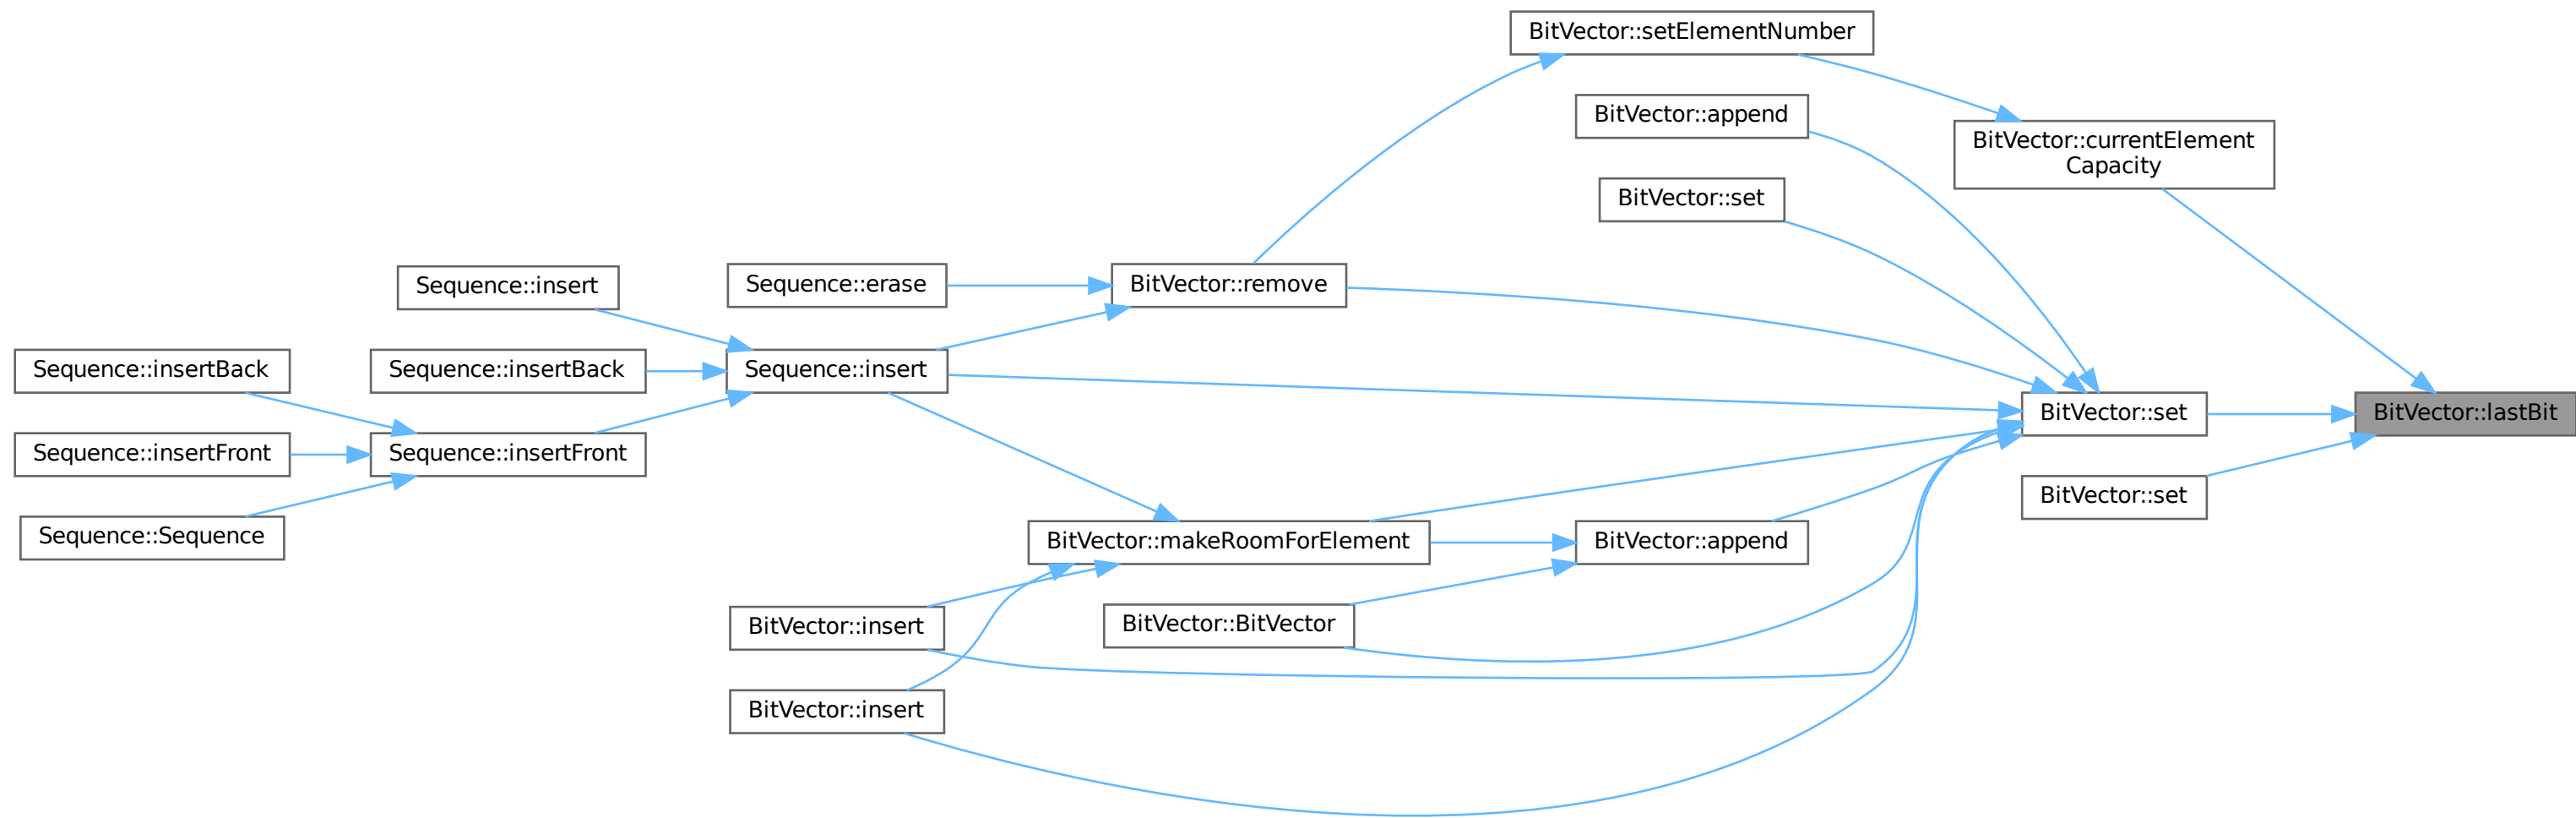 BitVector::setElementNumber
BitVector::append
BitVector::currentElement
Capacity
BitVector::set
Sequence::insert
Sequence::erase
BitVector::remove
Sequence::insertBack
Sequence::insertBack
Sequence::insert
BitVector::set
BitVector::lastBit
Sequence::insertFront
Sequence::insertFront
BitVector::set
Sequence::Sequence
BitVector::makeRoomForElement
BitVector::append
BitVector::insert
BitVector::BitVector
BitVector::insert